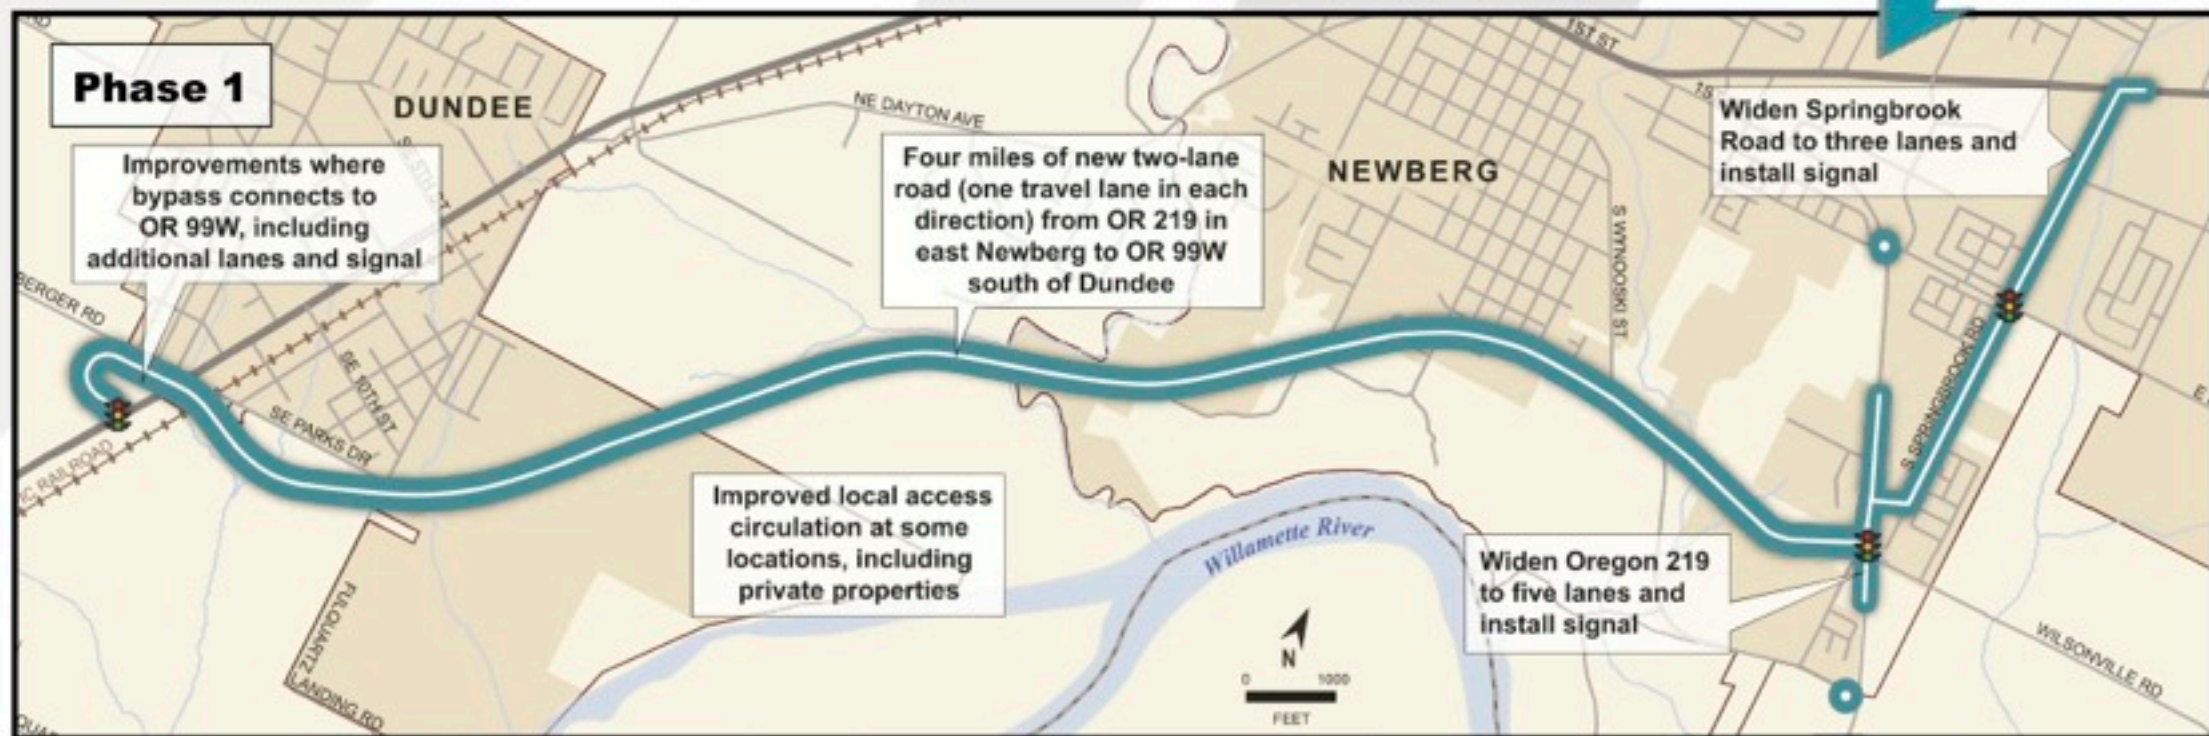 Phase 1
DUNDEE
NEWBERG
1ST ST
NE DAYTON AVE
Improvements where
bypass connects to
OR 99W, including
additional lanes and signal
Four miles of new two-lane
road (one travel lane in each
direction) from OR 219 in
east Newberg to OR 99W
south of Dundee
Widen Springbrook
Road to three lanes and
install signal
S WYNOOSKI ST
SE 10TH ST
SE PARKS DR
S SPRINGBROOK RD
RAILROAD
Improved local access
circulation at some
locations, including
private properties
Willamette River
Widen Oregon 219
to five lanes and
install signal
FULQUARTZ
LANDING RD
WILSONVILLE RD
N
0 1000
FEET